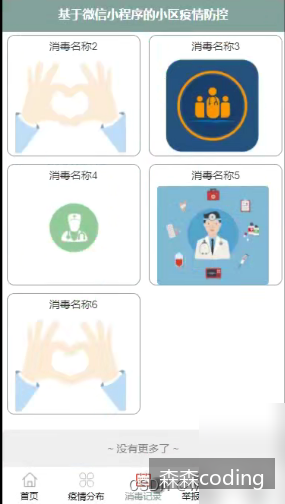 基于微信小程序的小区疫情防控
消毒名称2
消毒名称3
消毒名称4
消毒名称5
消毒名称6
~ 没有更多了 ~
首页
疫情分布
消毒记录
举报
森森coding